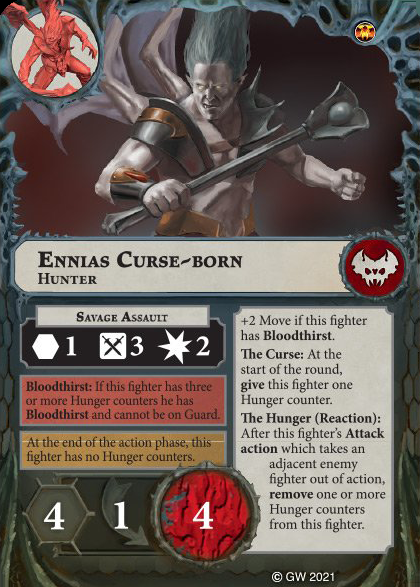 Ennias Curse-born
Hunter
Savage Assault
1 3 2
Bloodthirst: If this fighter has three
or more Hunger counters he has
Bloodthirst and cannot be on Guard.
At the end of the action phase, this
fighter has no Hunger counters.
4 1 4
+2 Move if this fighter
has Bloodthirst.
The Curse: At the
start of the round,
give this fighter one
Hunger counter.
The Hunger (Reaction):
After this fighter's Attack
action which takes an
adjacent enemy
fighter out of action,
remove one or more
Hunger counters
from this fighter.
© GW 2021